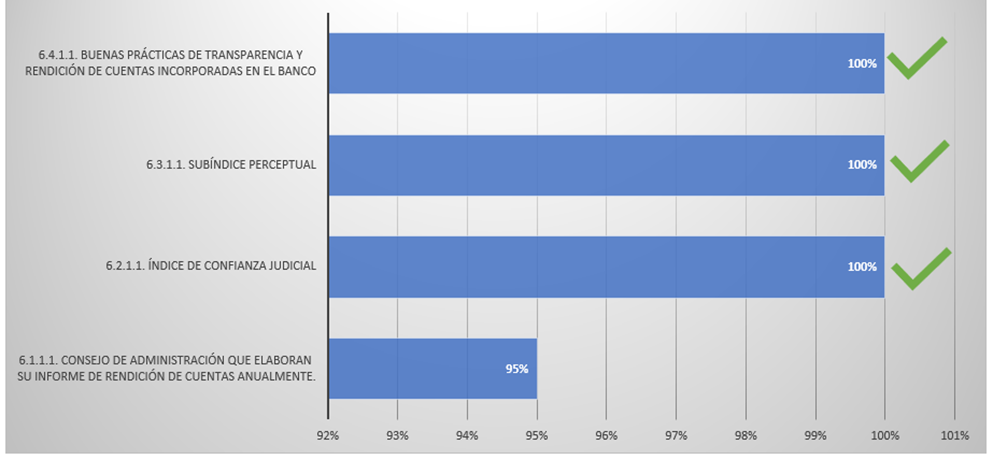 6.4.1.1. BUENAS PRÁCTICAS DE TRANSPARENCIA Y
RENDICIÓN DE CUENTAS INCORPORADAS EN EL BANCO
100%
6.3.1.1. SUBÍNDICE PERCEPTUAL
100%
6.2.1.1. ÍNDICE DE CONFIANZA JUDICIAL
100%
6.1.1.1. CONSEJO DE ADMINISTRACIÓN QUE ELABORAN
SU INFORME DE RENDICIÓN DE CUENTAS ANUALMENTE.
95%
92% 93% 94% 95% 96% 97% 98% 99% 100% 101%